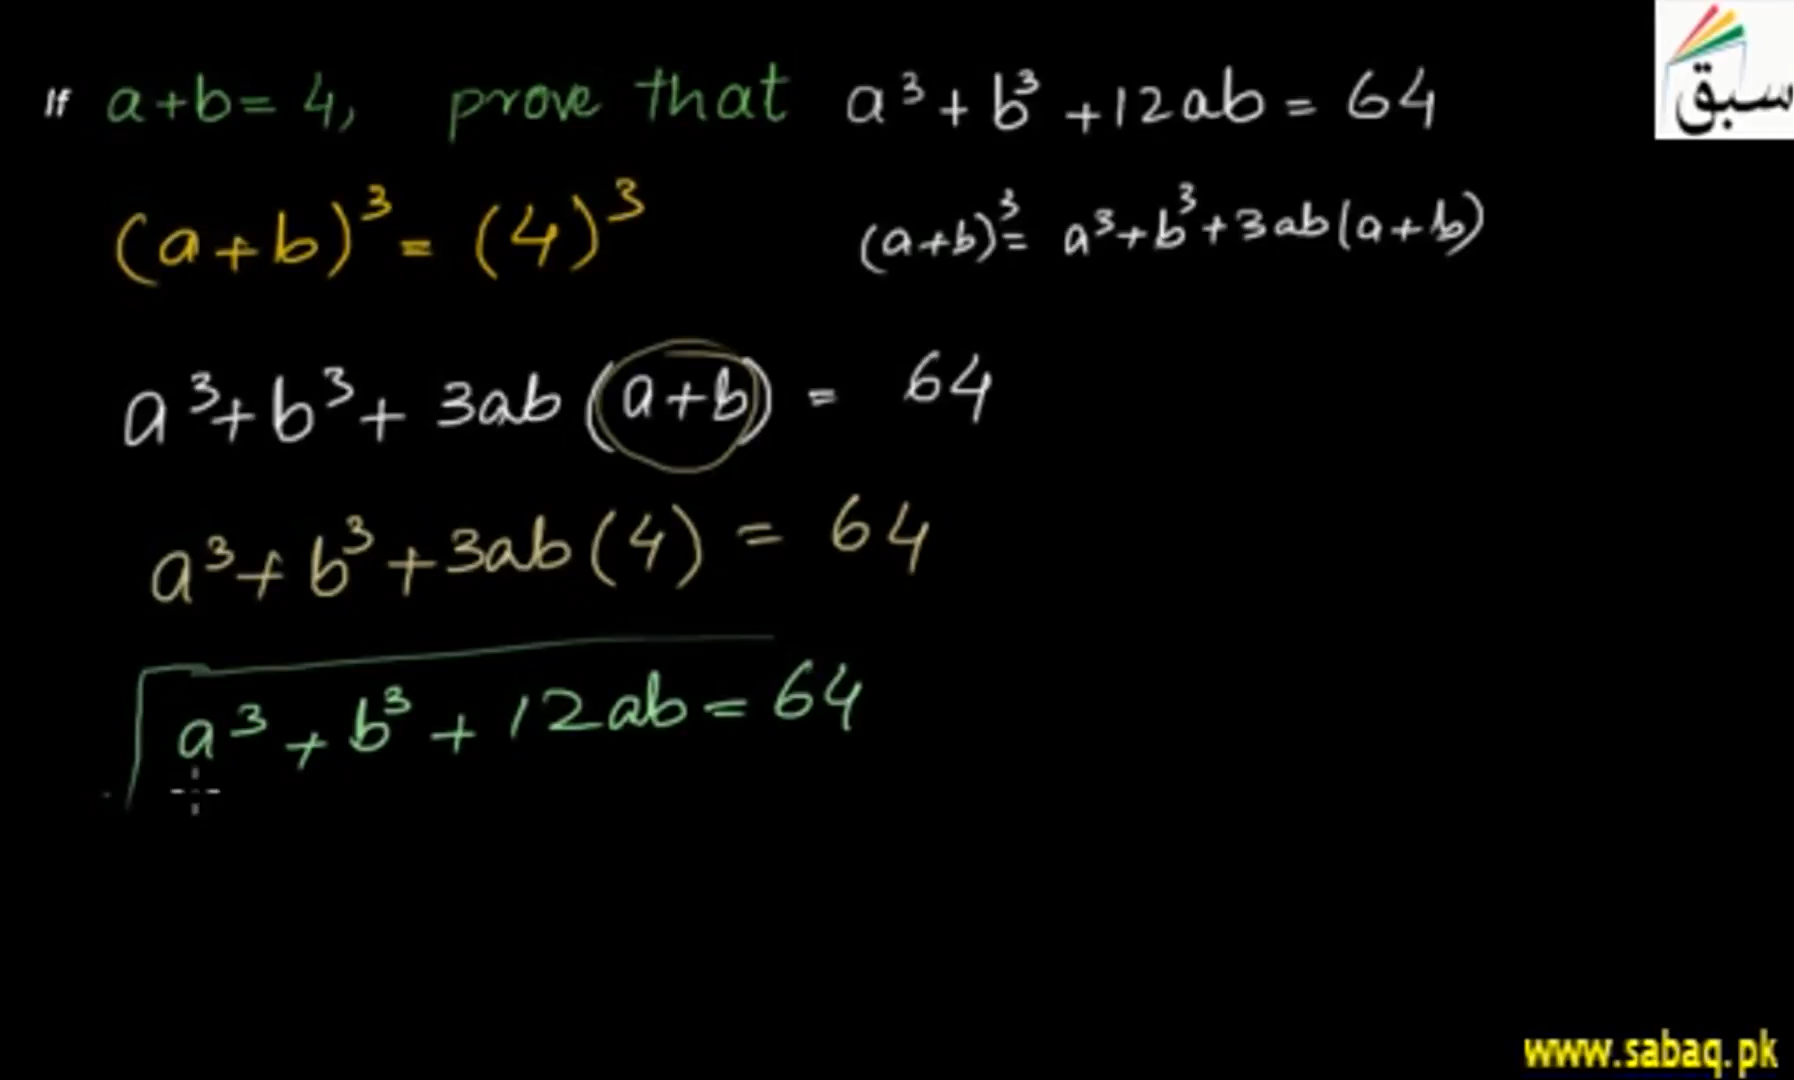 If a+b=4, prove that a³+b³+12ab=64
سبق
(a+b)³=(4)³
(a+b)³= a³+b³+3ab(a+b)
a³+b³+3ab(a+b) = 64
a³+b³+3ab(4) = 64
a³+b³+12ab=64
www.sabaq.pk